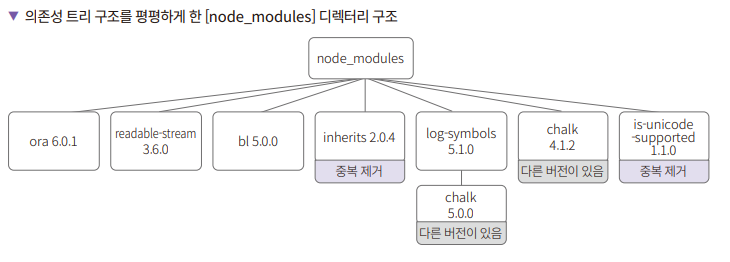 ▼ 의존성 트리 구조를 평평하게 한 [node_modules] 디렉터리 구조
node_modules
ora 6.0.1
readable-stream
3.6.0
bl 5.0.0
inherits 2.0.4
중복 제거
log-symbols
5.1.0
chalk
4.1.2
다른 버전이 있음
is-unicode
-supported
1.1.0
중복 제거
chalk
5.0.0
다른 버전이 있음